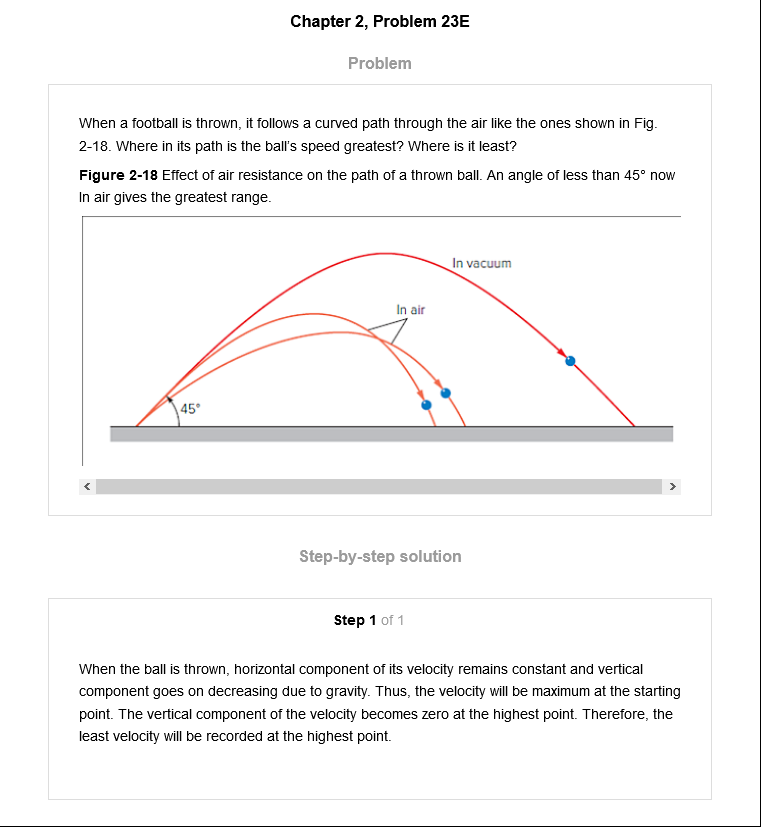 Chapter 2, Problem 23E
Problem
When a football is thrown, it follows a curved path through the air like the ones shown in Fig.
2-18. Where in its path is the ball's speed greatest? Where is it least?
Figure 2-18 Effect of air resistance on the path of a thrown ball. An angle of less than 45° now
In air gives the greatest range.
In vacuum
In air
45°
Step-by-step solution
Step 1 of 1
When the ball is thrown, horizontal component of its velocity remains constant and vertical
component goes on decreasing due to gravity. Thus, the velocity will be maximum at the starting
point. The vertical component of the velocity becomes zero at the highest point. Therefore, the
least velocity will be recorded at the highest point.